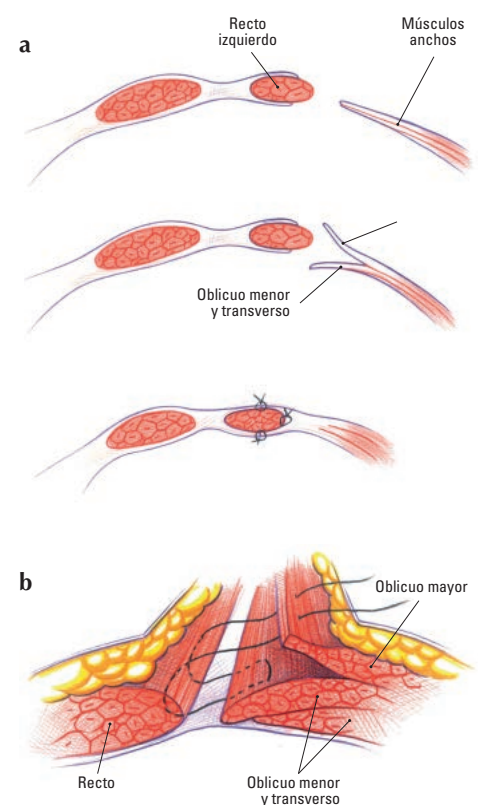 a
Recto
izquierdo
Músculos
anchos
Oblicuo menor
y transverso
b
Oblicuo mayor
Recto
Oblicuo menor
y transverso